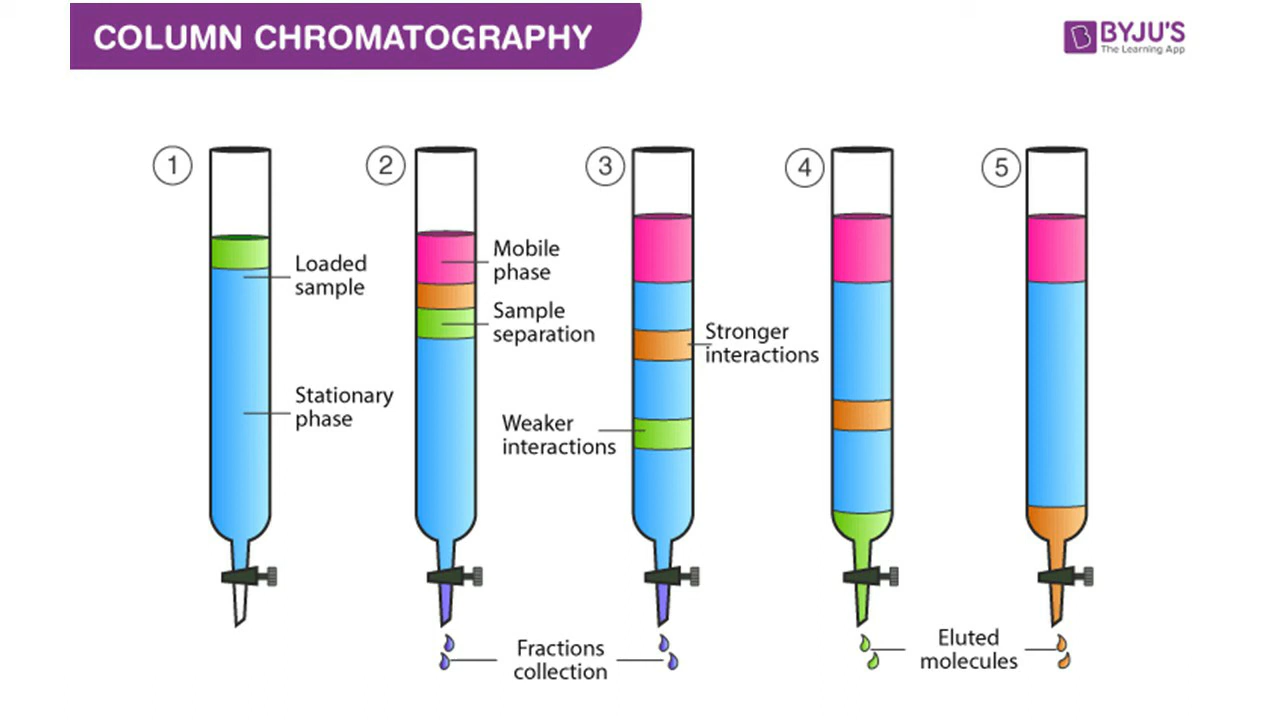 COLUMN CHROMATOGRAPHY
BYJU'S
The Learning App
1
2
3
4
5
Loaded
sample
Stationary
phase
Mobile
phase
Sample
separation
Stronger
interactions
Weaker
interactions
Fractions
collection
Eluted
molecules